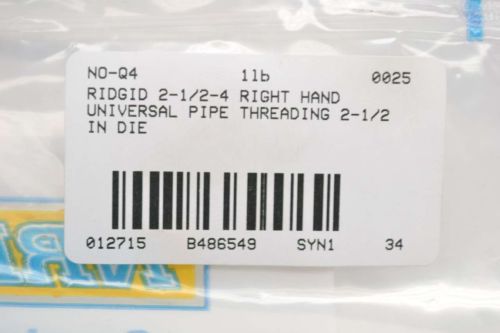 NO-Q4 1lb 0025
RIDGID 2-1/2-4 RIGHT HAND
UNIVERSAL PIPE THREADING 2-1/2
IN DIE
012715 B486549 SYN1 34